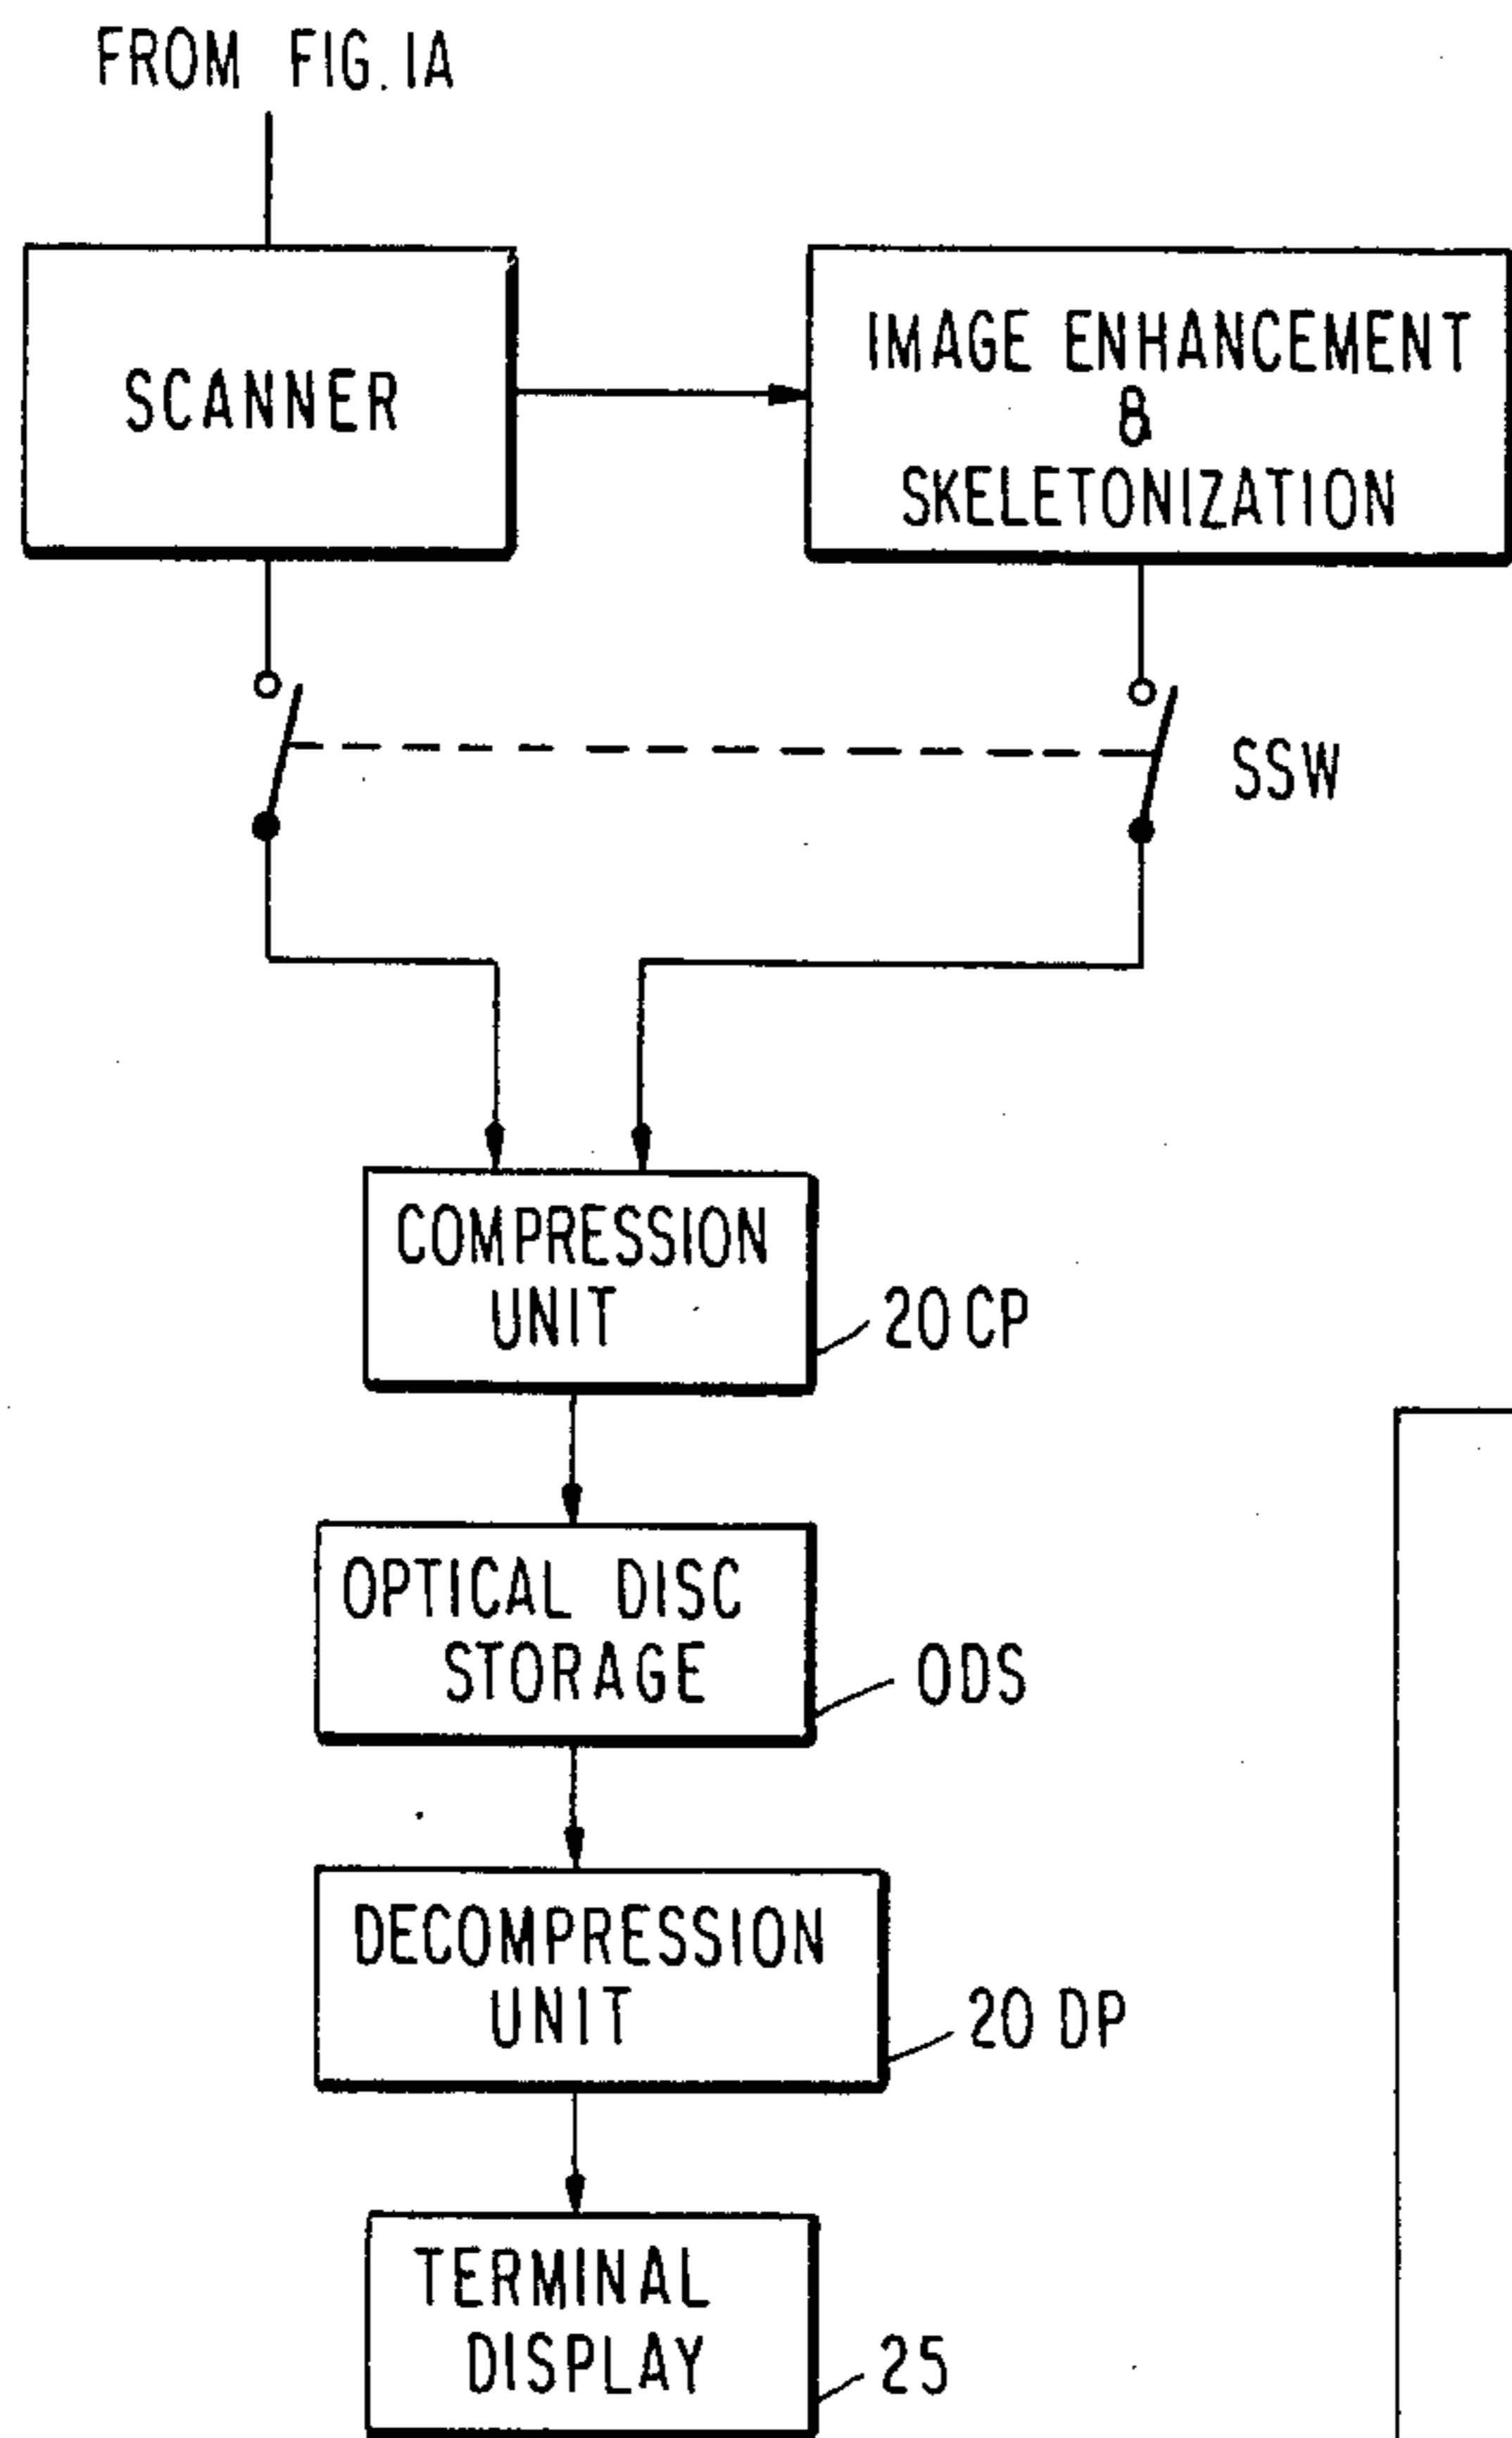 FROM FIG. 1A
SCANNER
IMAGE ENHANCEMENT
&
SKELETONIZATION
SSW
COMPRESSION
UNIT
20 CP
OPTICAL DISC
STORAGE
ODS
DECOMPRESSION
UNIT
20 DP
TERMINAL
DISPLAY
25